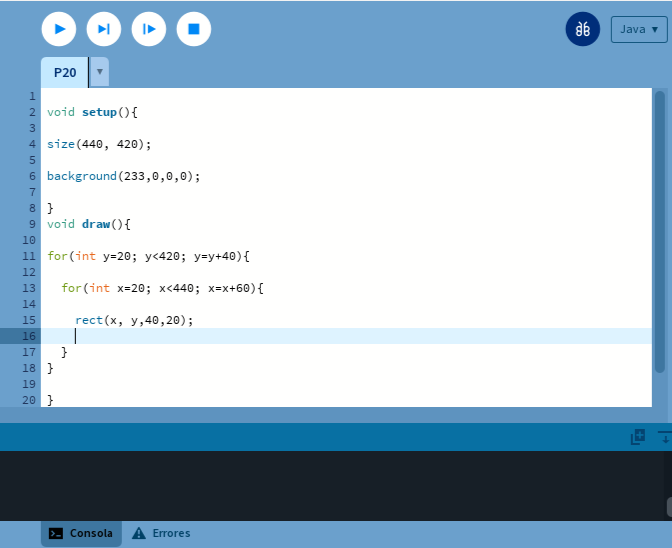 Java ▾
P20 ▾
1
2 void setup(){
3
4 size(440, 420);
5
6 background(233,0,0,0);
7
8 }
9 void draw(){
10
11 for(int y=20; y<420; y=y+40){
12
13   for(int x=20; x<440; x=x+60){
14
15     rect(x, y,40,20);
16
17   }
18 }
19
20 }
>_ Consola Errores